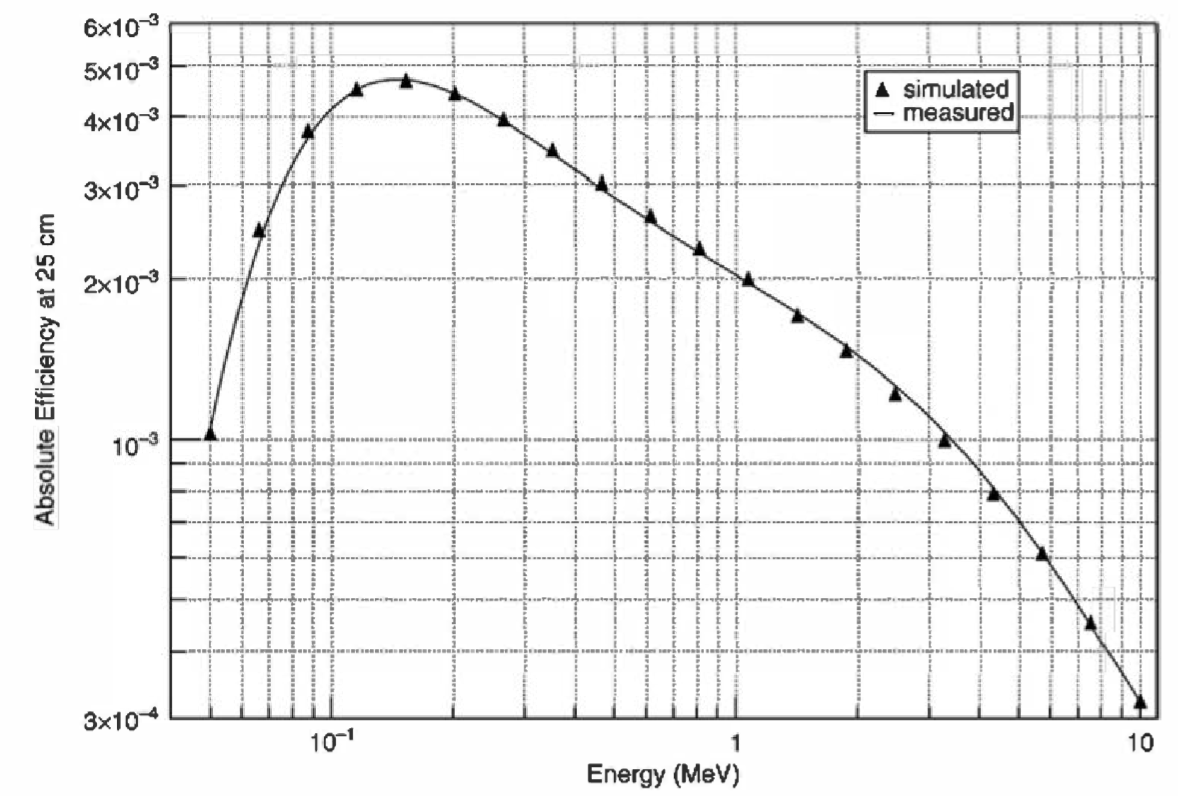 6×10⁻³
5×10⁻³
4×10⁻³
3×10⁻³
2×10⁻³
10⁻³
3×10⁻⁴
Absolute Efficiency at 25 cm
simulated
measured
10⁻¹
1
10
Energy (MeV)